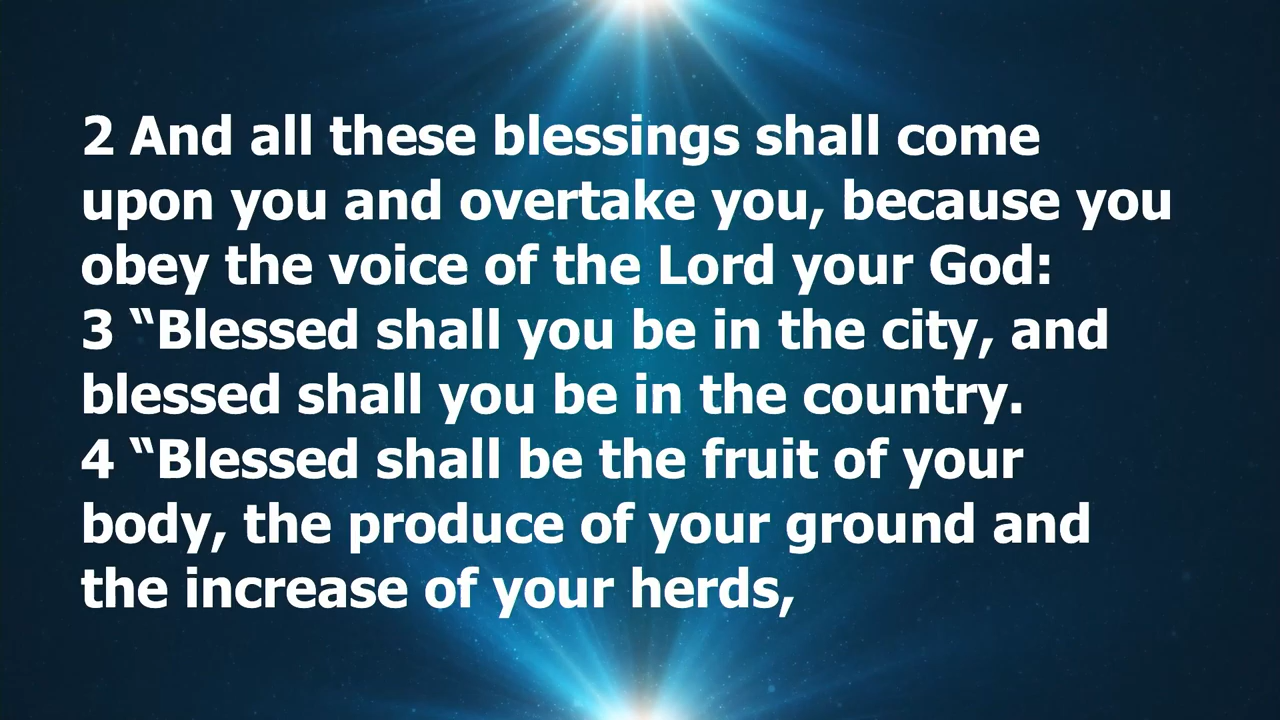 2 And all these blessings shall come
upon you and overtake you, because you
obey the voice of the Lord your God:
3 “Blessed shall you be in the city, and
blessed shall you be in the country.
4 “Blessed shall be the fruit of your
body, the produce of your ground and
the increase of your herds,